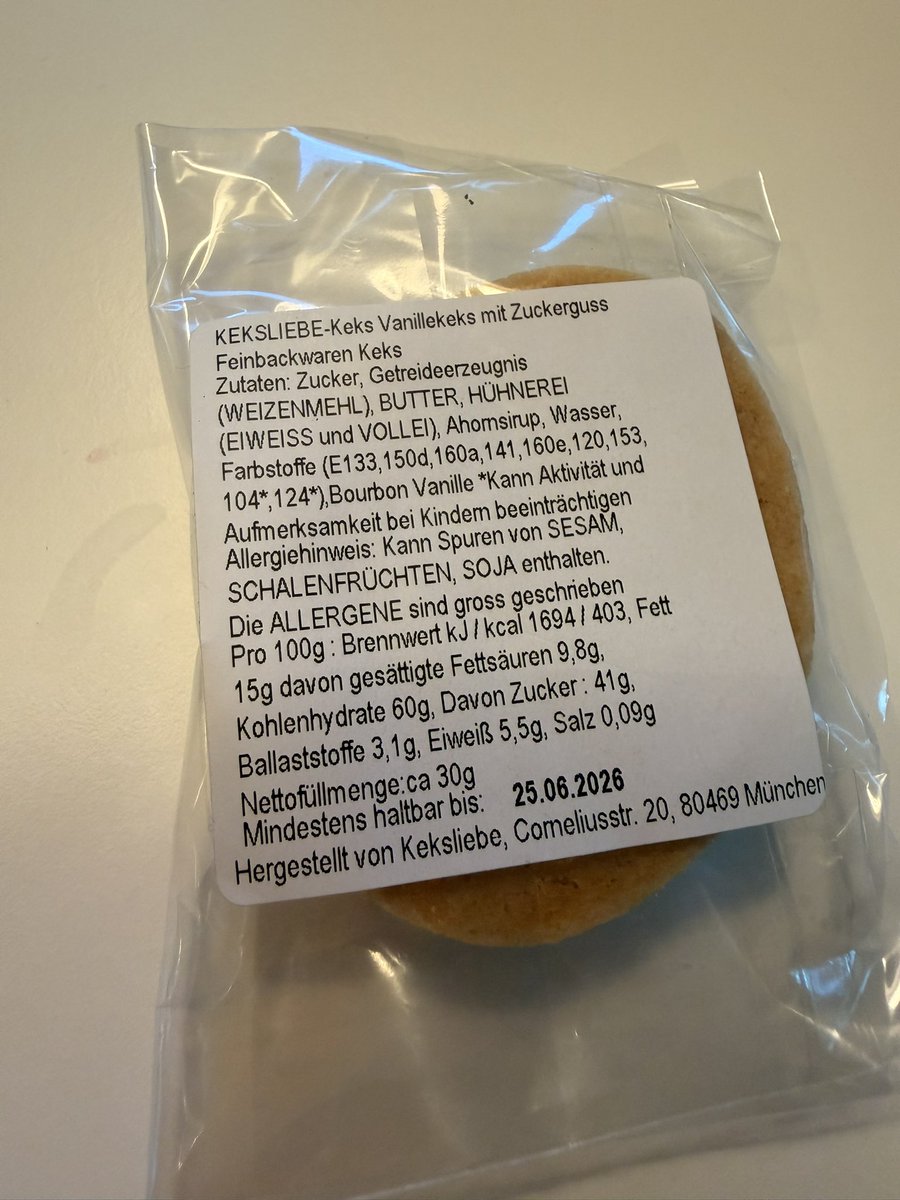 KEKSLIEBE-Keks Vanillekeks mit Zuckerguss
Feinbackwaren Keks
Zutaten: Zucker, Getreideerzeugnis
(WEIZENMEHL), BUTTER, HÜHNEREI
(EIWEISS und VOLLEI), Ahornsirup, Wasser,
Farbstoffe (E133,150d,160a,141,160e,120,153,
104*,124*),Bourbon Vanille *Kann Aktivität und
Aufmerksamkeit bei Kindern beeinträchtigen
Allergiehinweis: Kann Spuren von SESAM,
SCHALENFRÜCHTEN, SOJA enthalten.
Die ALLERGENE sind gross geschrieben
Pro 100g : Brennwert kJ / kcal 1694 / 403, Fett
15g davon gesättigte Fettsäuren 9,8g,
Kohlenhydrate 60g, Davon Zucker : 41g,
Ballaststoffe 3,1g, Eiweiß 5,5g, Salz 0,09g
Nettofüllmenge:ca 30g
Mindestens haltbar bis: 25.06.2026
Hergestellt von Keksliebe, Corneliusstr. 20, 80469 München